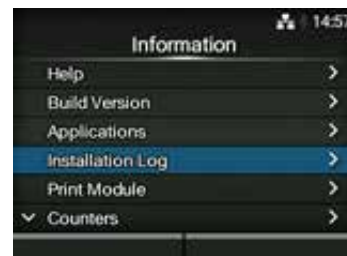 14:57
Information
Help
Build Version
Applications
Installation Log
Print Module
Counters